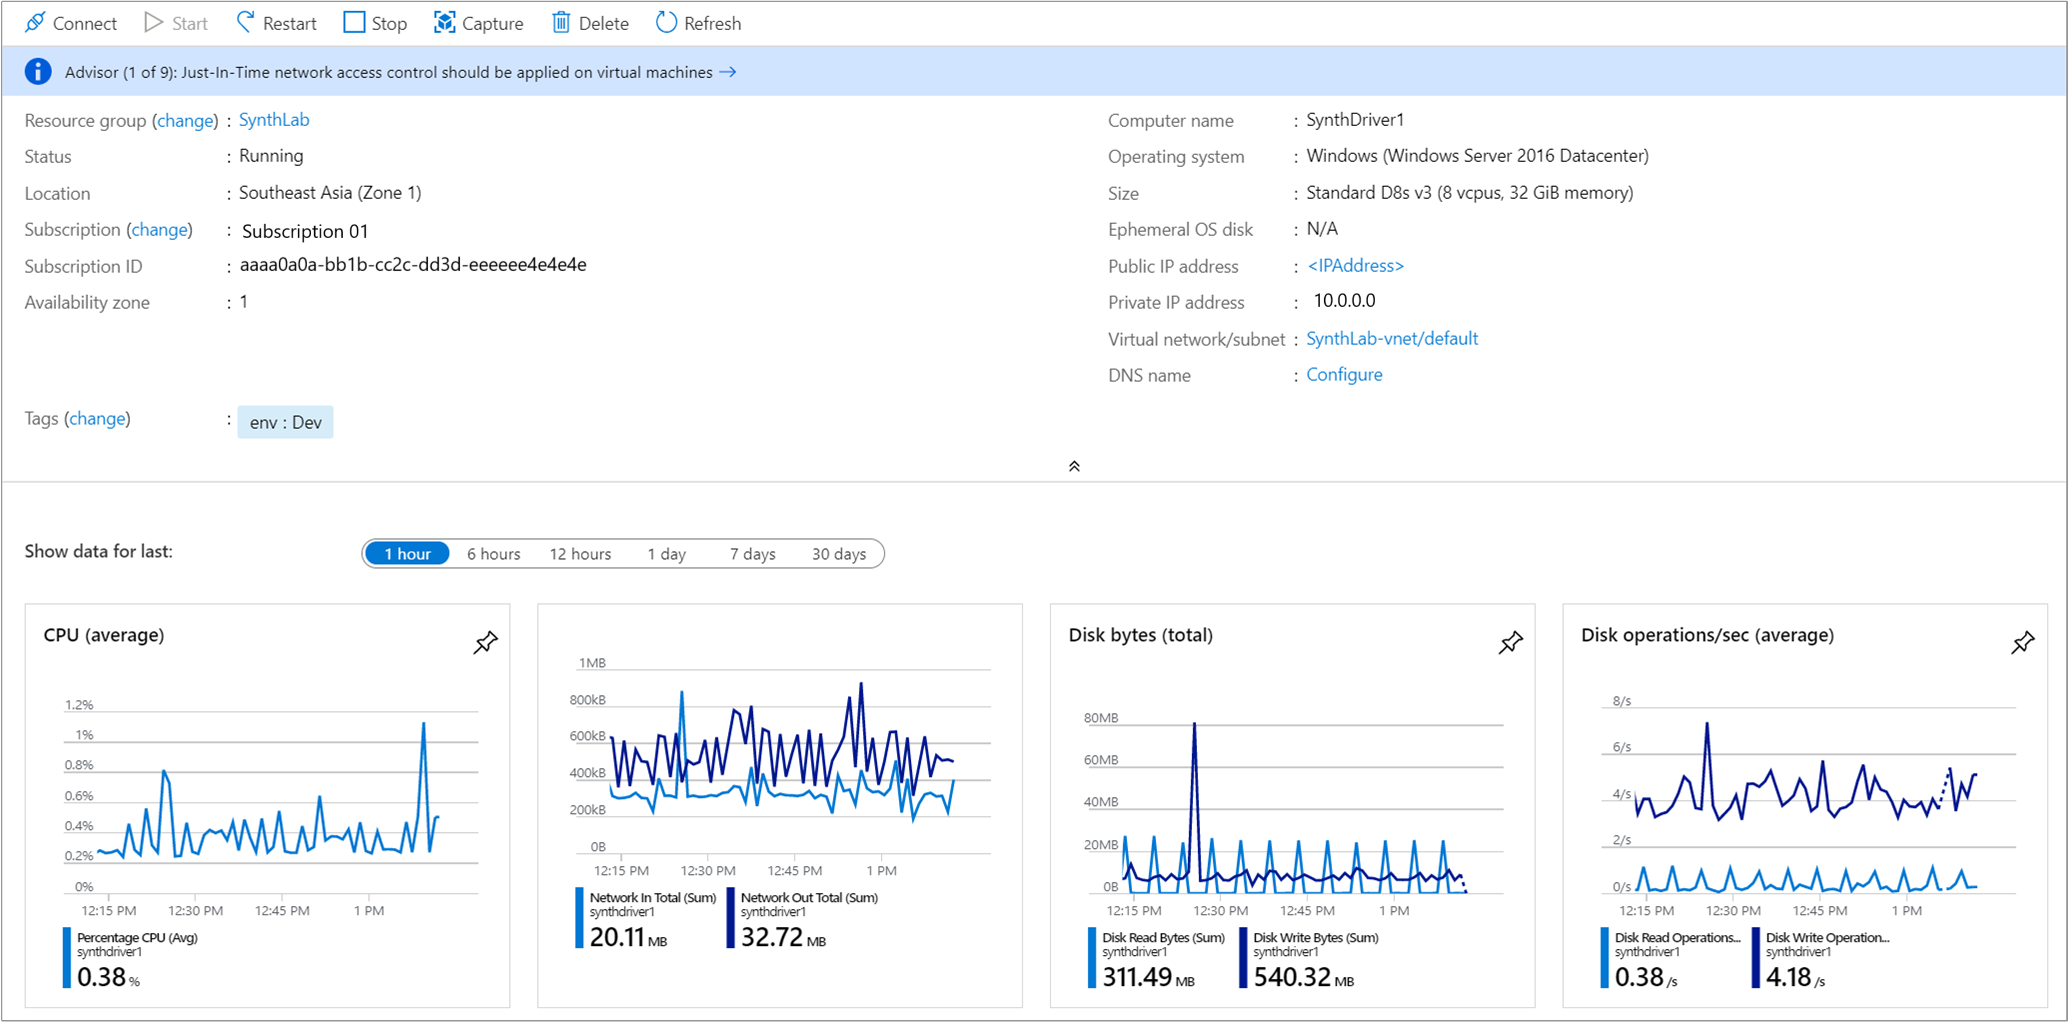 Connect Start Restart Stop Capture Delete Refresh
Advisor (1 of 9): Just-In-Time network access control should be applied on virtual machines →
Resource group (change) : SynthLab
Status : Running
Location : Southeast Asia (Zone 1)
Subscription (change) : Subscription 01
Subscription ID : aaaa0a0a-bb1b-cc2c-dd3d-eeeeee4e4e4e
Availability zone : 1
Computer name : SynthDriver1
Operating system : Windows (Windows Server 2016 Datacenter)
Size : Standard D8s v3 (8 vcpus, 32 GiB memory)
Ephemeral OS disk : N/A
Public IP address : <IPAddress>
Private IP address : 10.0.0.0
Virtual network/subnet : SynthLab-vnet/default
DNS name : Configure
Tags (change) : env : Dev
Show data for last: 1 hour 6 hours 12 hours 1 day 7 days 30 days
CPU (average)
1.2%
1%
0.8%
0.6%
0.4%
0.2%
0%
12:15 PM 12:30 PM 12:45 PM 1 PM
Percentage CPU (Avg)
synthdriver1
0.38 %
1MB
800kB
600kB
400kB
200kB
0B
12:15 PM 12:30 PM 12:45 PM 1 PM
Network In Total (Sum) Network Out Total (Sum)
synthdriver1 synthdriver1
20.11 MB 32.72 MB
Disk bytes (total)
80MB
60MB
40MB
20MB
0B
12:15 PM 12:30 PM 12:45 PM 1 PM
Disk Read Bytes (Sum) Disk Write Bytes (Sum)
synthdriver1 synthdriver1
311.49 MB 540.32 MB
Disk operations/sec (average)
8/s
6/s
4/s
2/s
0/s
12:15 PM 12:30 PM 12:45 PM 1 PM
Disk Read Operations... Disk Write Operation...
synthdriver1 synthdriver1
0.38 /s 4.18 /s